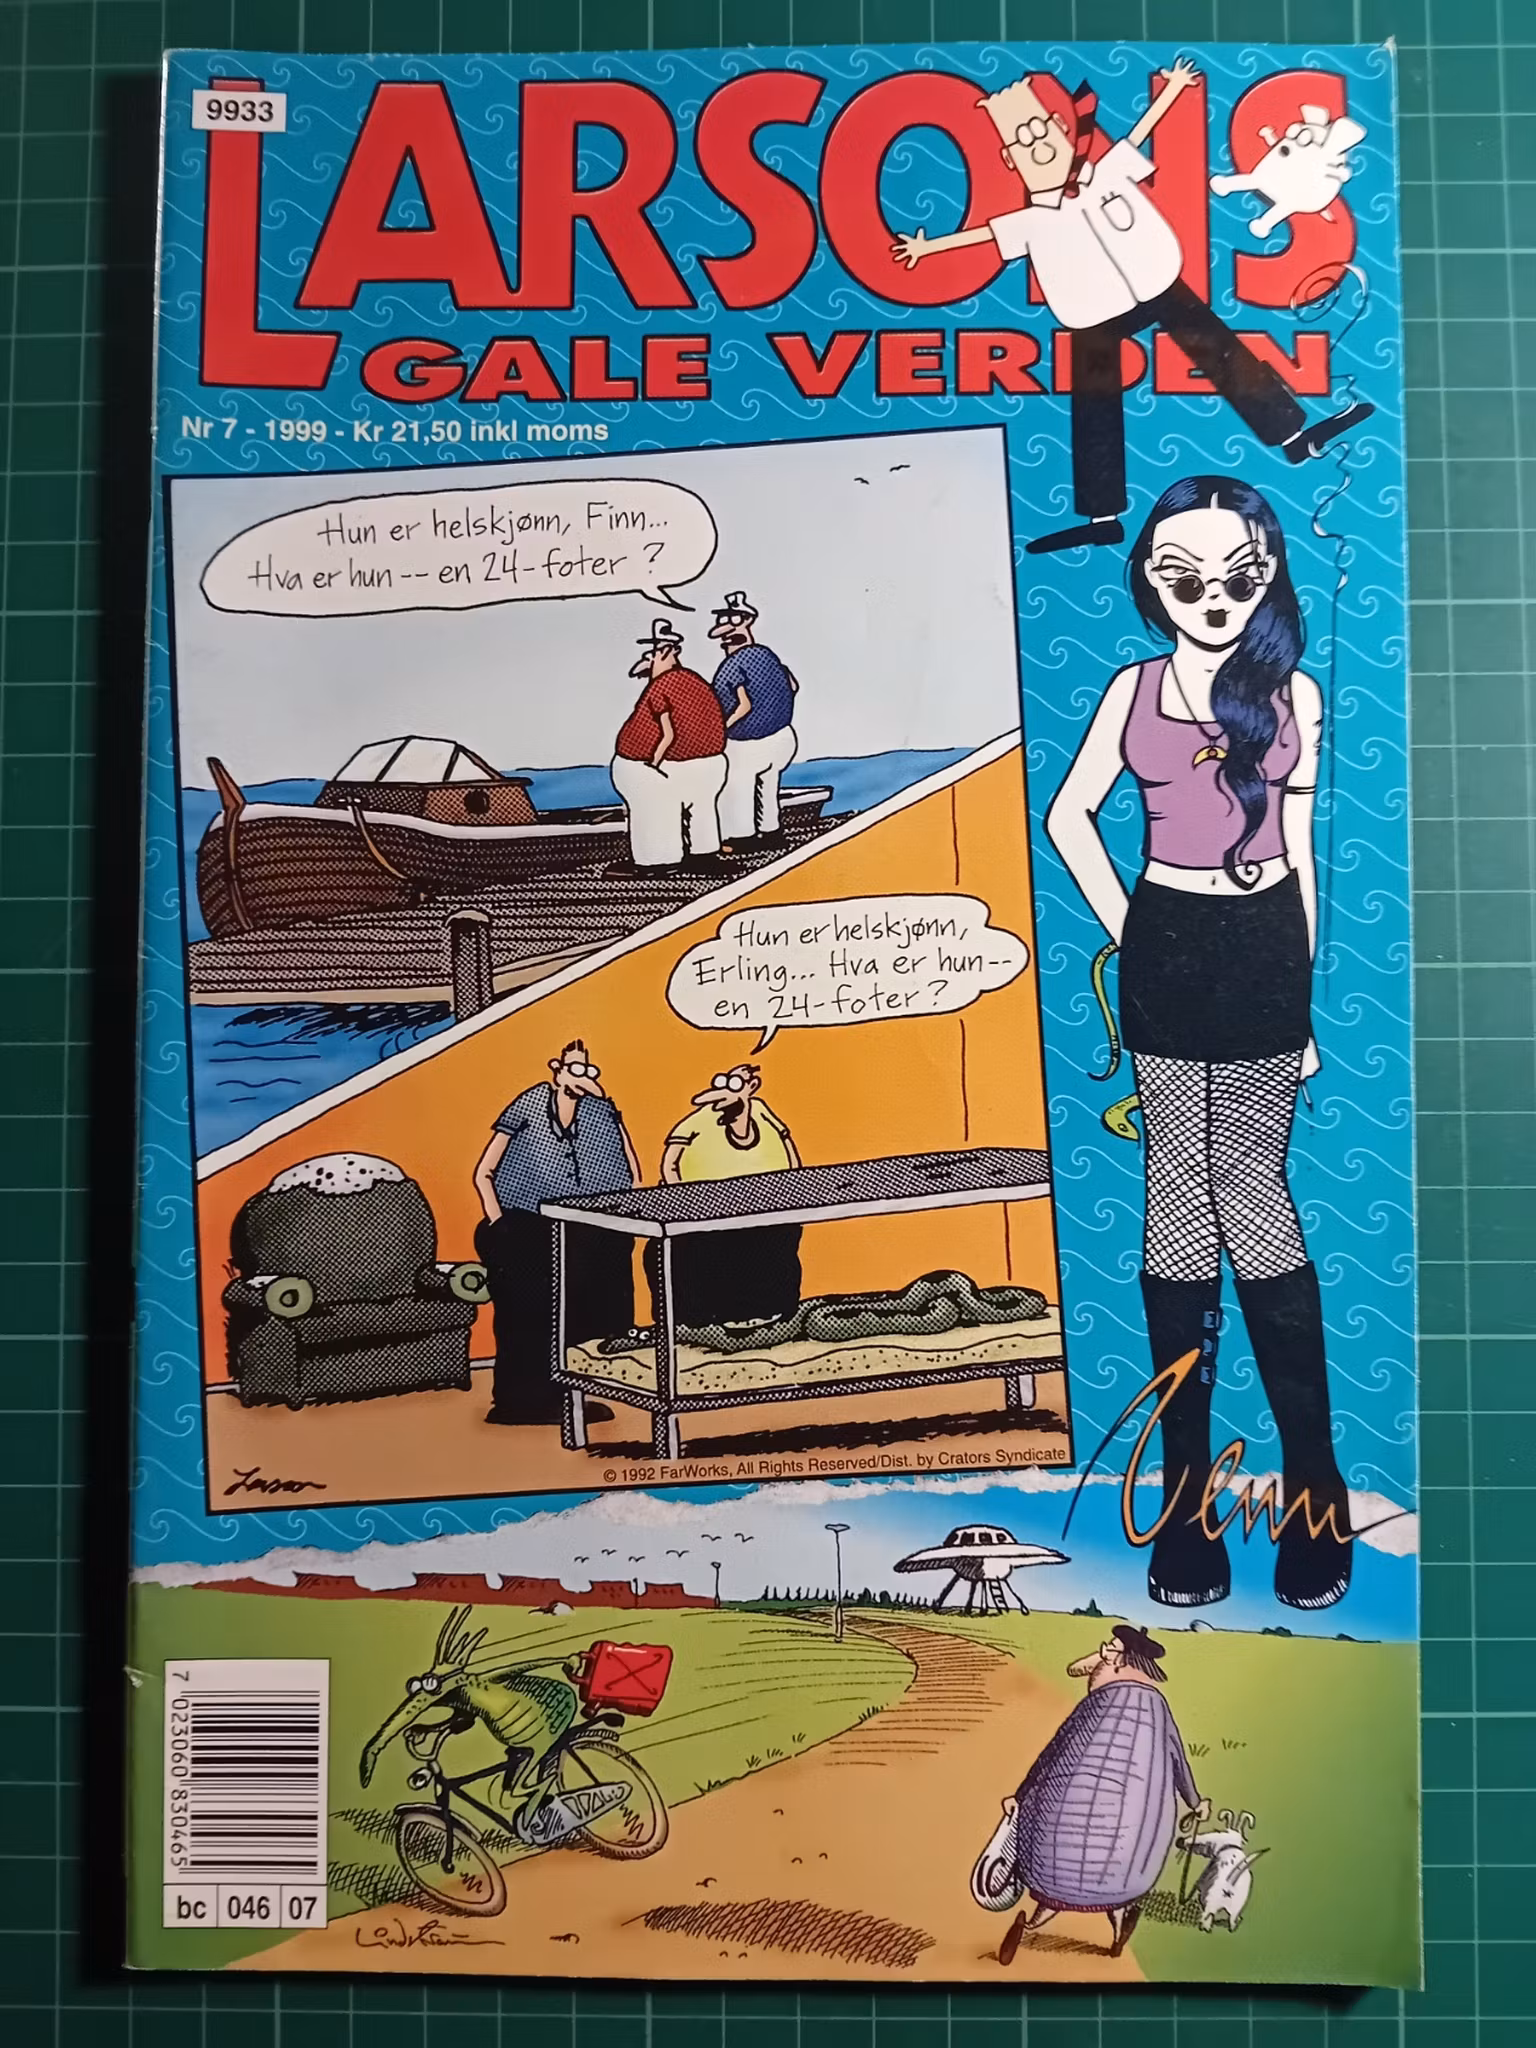 9933
LARSONS
GALE VERDEN
Nr 7 - 1999 - Kr 21,50 inkl moms
Hun er helskjønn, Finn...
Hva er hun -- en 24-foter ?
Hun er helskjønn,
Erling... Hva er hun --
en 24-foter ?
© 1992 FarWorks, All Rights Reserved/Dist. by Crators Syndicate
Larson
Nemi
7 023060 830465
bc 046 07
Lindström